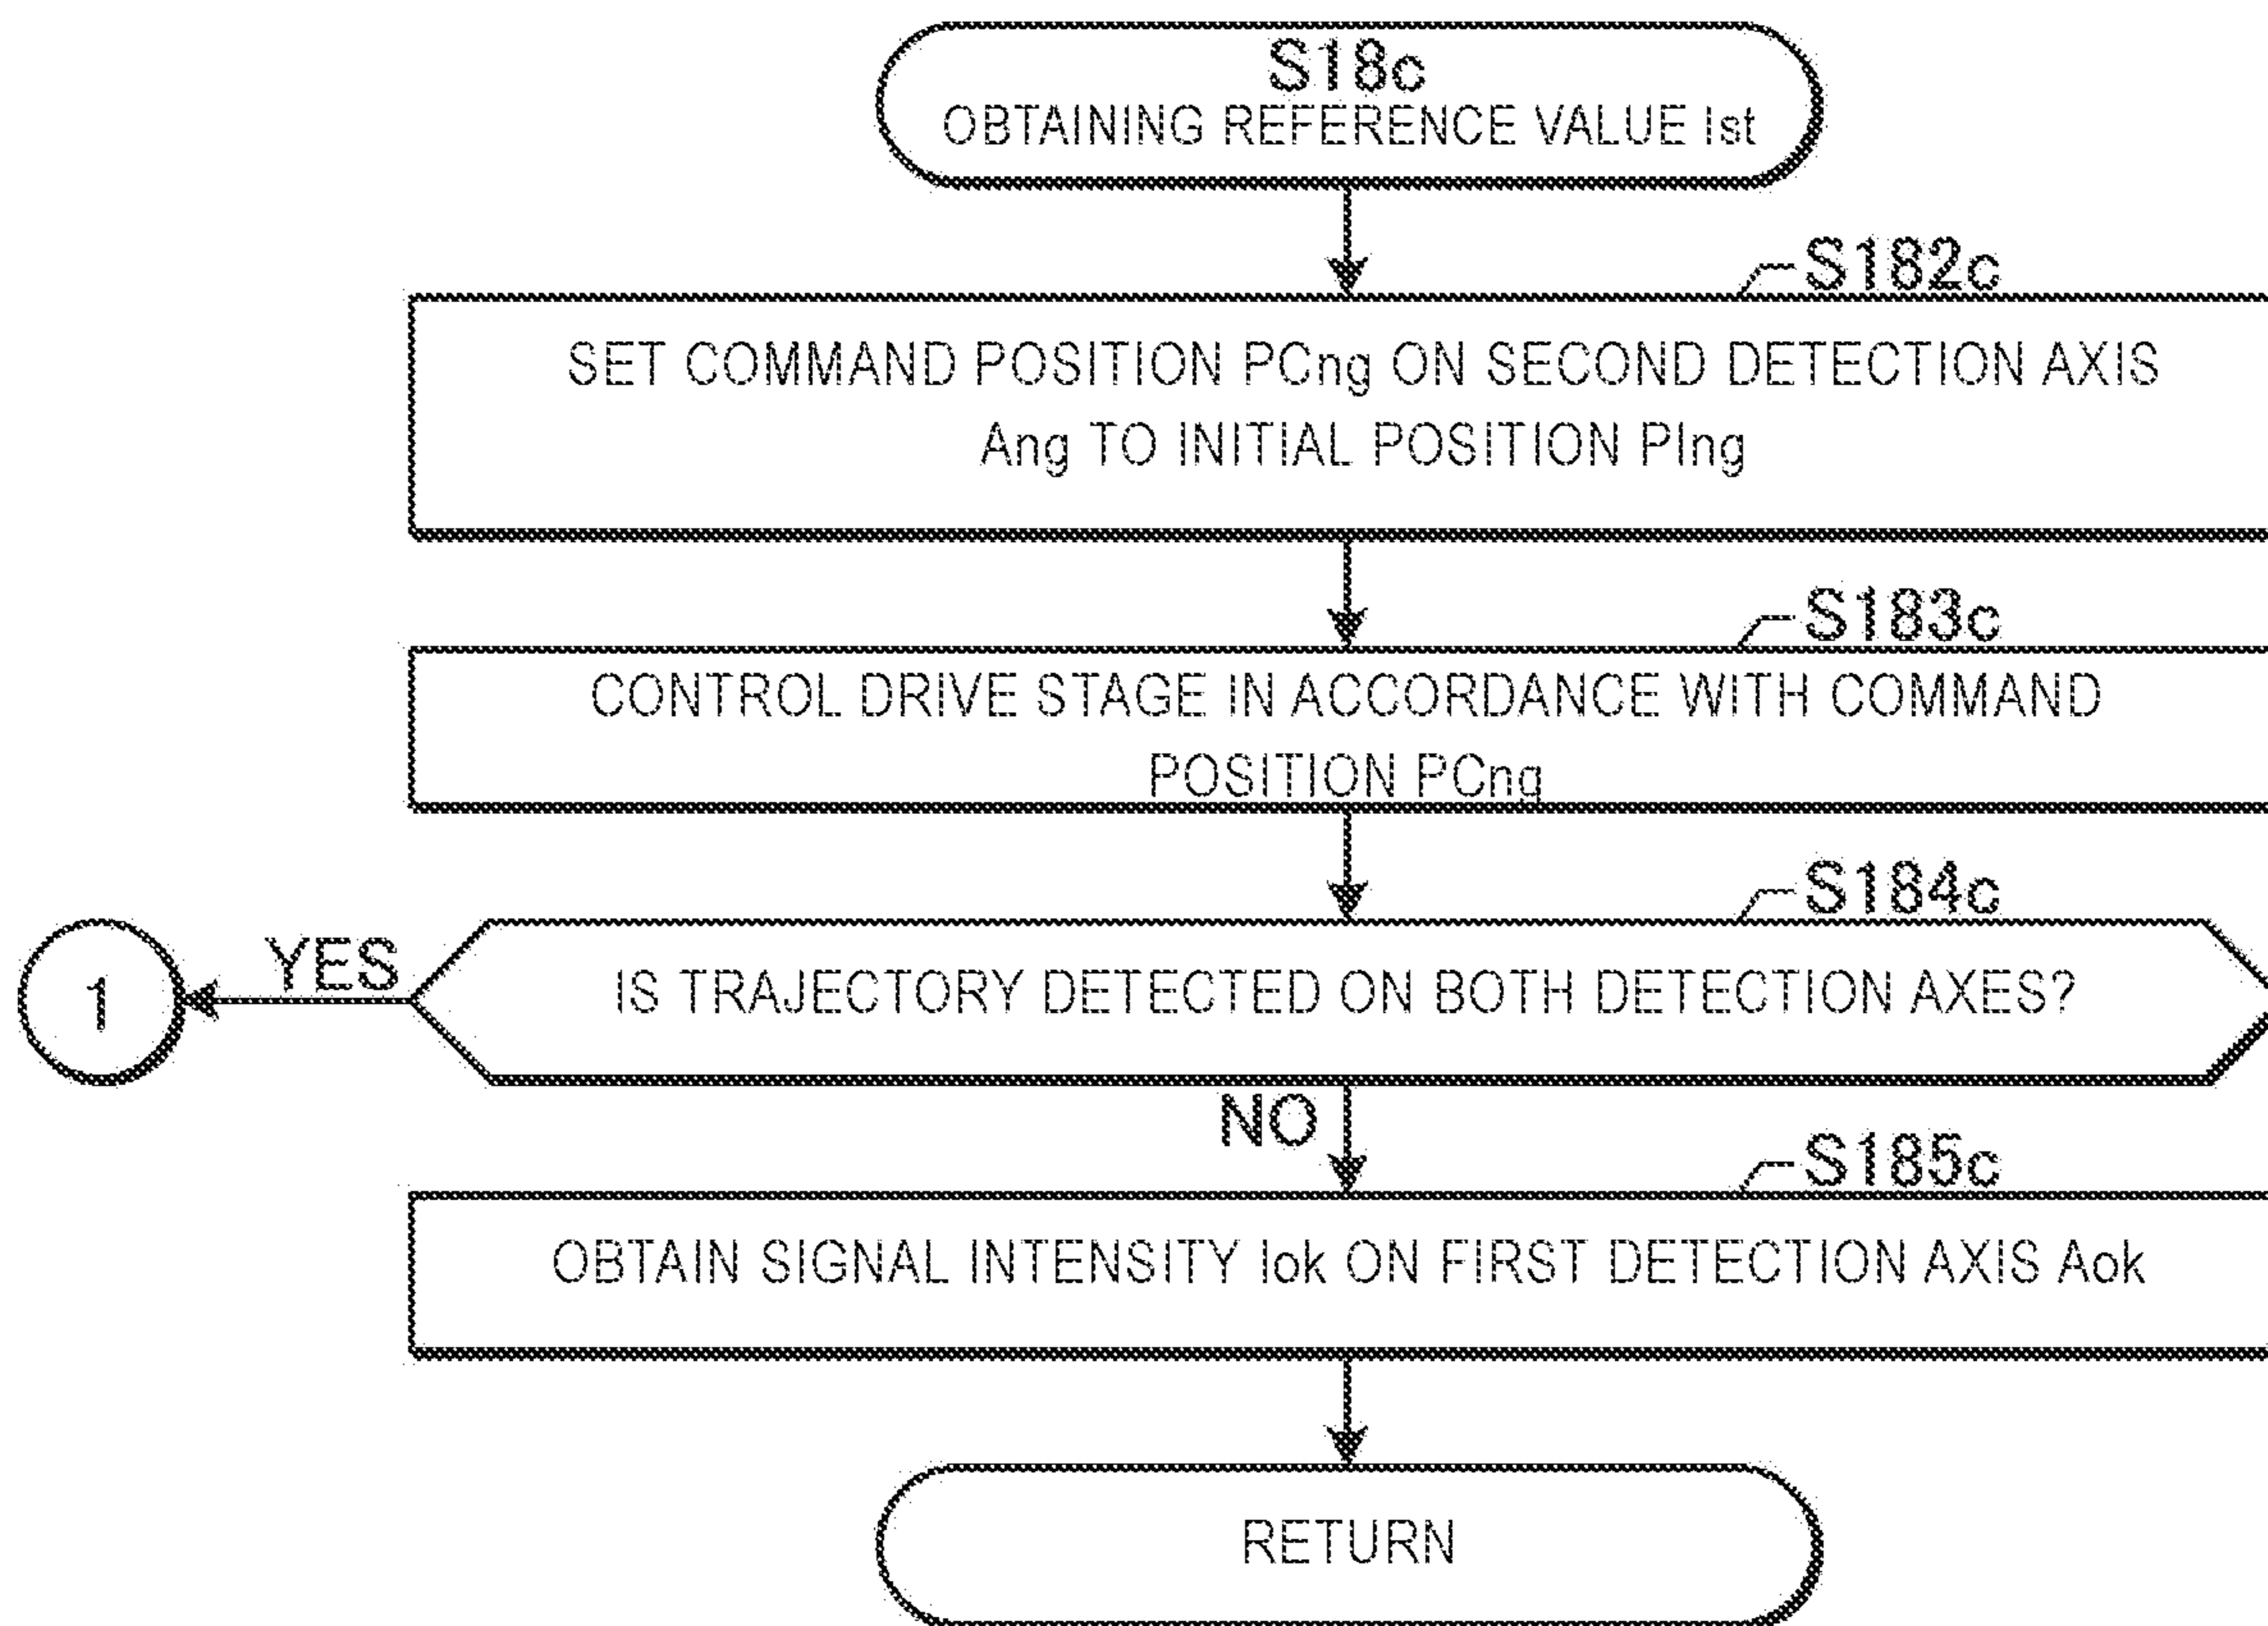 S18c
OBTAINING REFERENCE VALUE Ist
S182c
SET COMMAND POSITION PCng ON SECOND DETECTION AXIS
Ang TO INITIAL POSITION PIng
S183c
CONTROL DRIVE STAGE IN ACCORDANCE WITH COMMAND
POSITION PCng
S184c
1
YES
IS TRAJECTORY DETECTED ON BOTH DETECTION AXES?
NO
S185c
OBTAIN SIGNAL INTENSITY Iok ON FIRST DETECTION AXIS Aok
RETURN